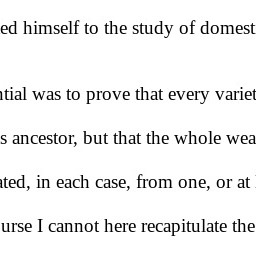 ed himself to the study of domest
ntial was to prove that every variet
s ancestor, but that the whole wea
ated, in each case, from one, or at
urse I cannot here recapitulate the